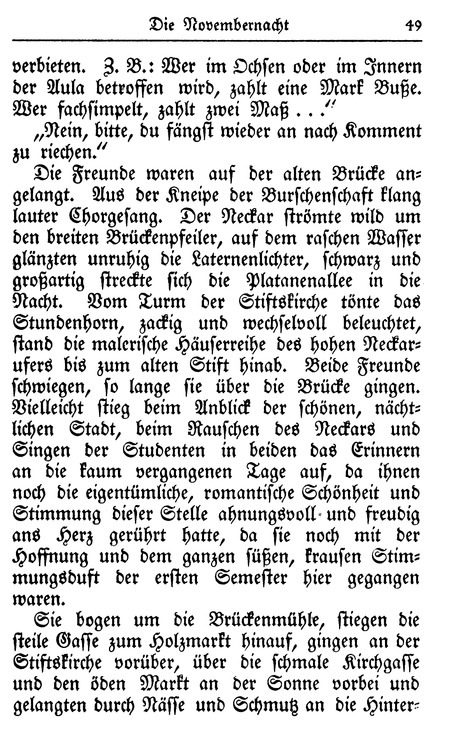 Die Novembernacht 49
verbieten. Z. B.: Wer im Ochsen oder im Innern
der Aula betroffen wird, zahlt eine Mark Buße.
Wer fachsimpelt, zahlt zwei Maß . . .“
„Nein, bitte, du fängst wieder an nach Komment
zu riechen.“
Die Freunde waren auf der alten Brücke an-
gelangt. Aus der Kneipe der Burschenschaft klang
lauter Chorgesang. Der Neckar strömte wild um
den breiten Brückenpfeiler, auf dem raschen Wasser
glänzten unruhig die Laternenlichter, schwarz und
großartig streckte sich die Platanenallee in die
Nacht. Vom Turm der Stiftskirche tönte das
Stundenhorn, zackig und wechselvoll beleuchtet,
stand die malerische Häuserreihe des hohen Neckar-
ufers bis zum alten Stift hinab. Beide Freunde
schwiegen, so lange sie über die Brücke gingen.
Vielleicht stieg beim Anblick der schönen, nächt-
lichen Stadt, beim Rauschen des Neckars und
Singen der Studenten in beiden das Erinnern
an die kaum vergangenen Tage auf, da ihnen
noch die eigentümliche, romantische Schönheit und
Stimmung dieser Stelle ahnungsvoll und freudig
ans Herz gerührt hatte, da sie noch mit der
Hoffnung und dem ganzen süßen, krausen Stim-
mungsduft der ersten Semester hier gegangen
waren.
Sie bogen um die Brückenmühle, stiegen die
steile Gasse zum Holzmarkt hinauf, gingen an der
Stiftskirche vorüber, über die schmale Kirchgasse
und den öden Markt an der Sonne vorbei und
gelangten durch Nässe und Schmutz an die Hinter-